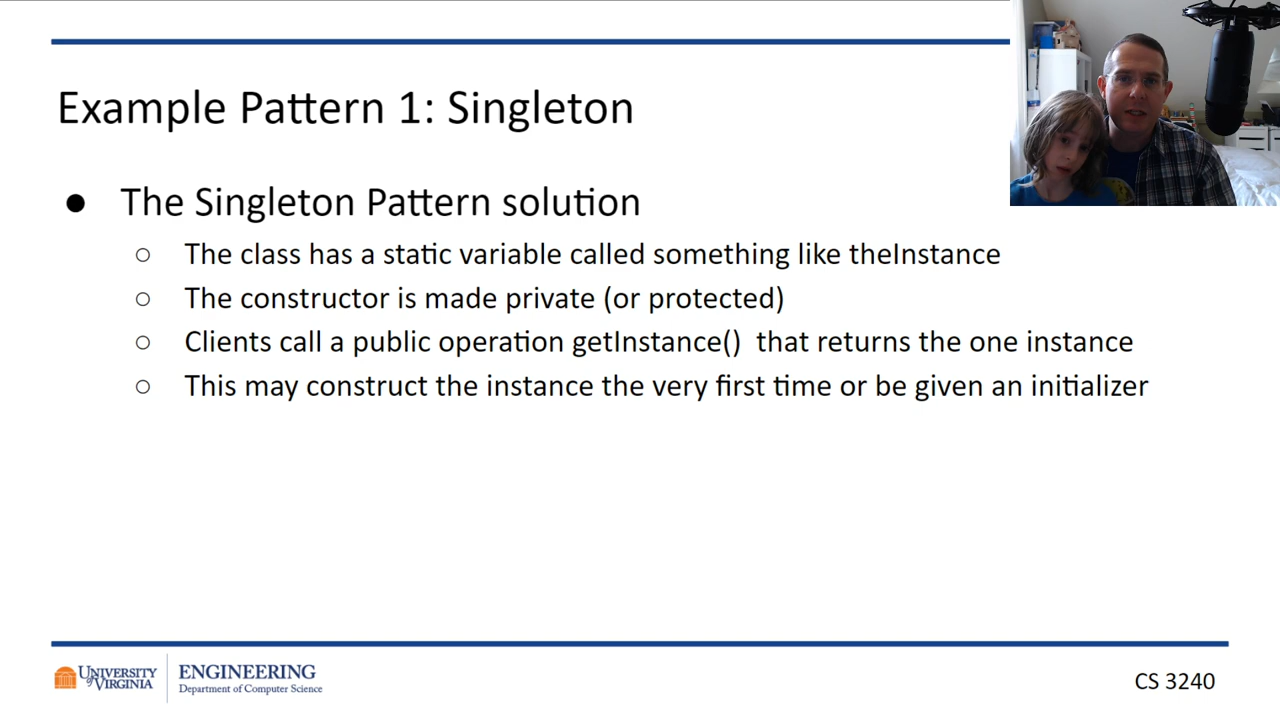 Example Pattern 1: Singleton
● The Singleton Pattern solution
○ The class has a static variable called something like theInstance
○ The constructor is made private (or protected)
○ Clients call a public operation getInstance()  that returns the one instance
○ This may construct the instance the very first time or be given an initializer
UNIVERSITY
of VIRGINIA
ENGINEERING
Department of Computer Science
CS 3240